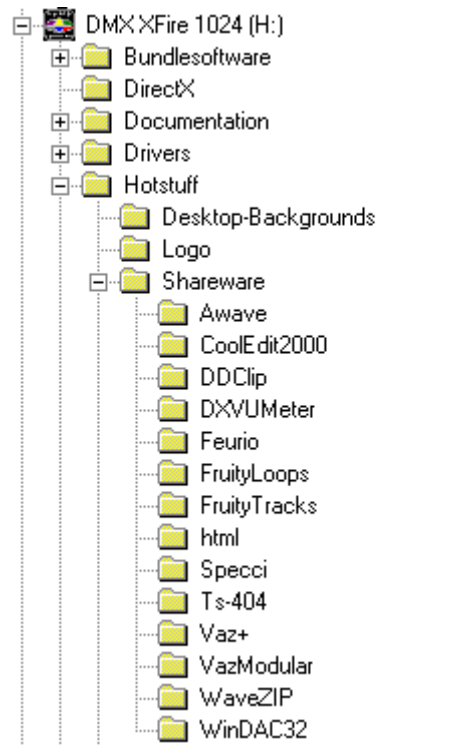 DMX XFire 1024 (H:)
Bundlesoftware
DirectX
Documentation
Drivers
Hotstuff
Desktop-Backgrounds
Logo
Shareware
Awave
CoolEdit2000
DDClip
DXVUMeter
Feurio
FruityLoops
FruityTracks
html
Specci
Ts-404
Vaz+
VazModular
WaveZIP
WinDAC32